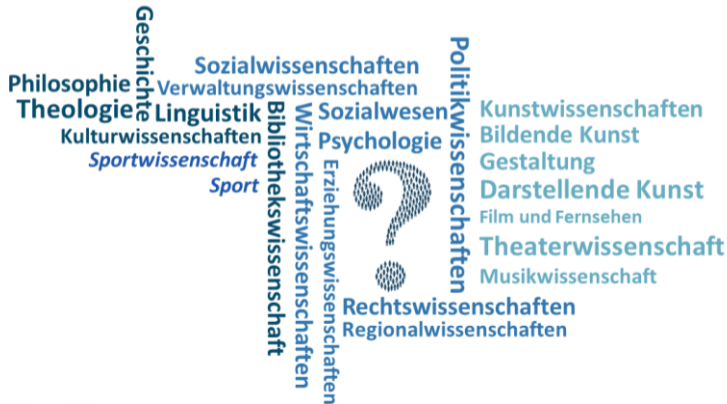 Geschichte
Sozialwissenschaften
Philosophie
Verwaltungswissenschaften
Theologie
Linguistik
Kulturwissenschaften
Sportwissenschaft
Sport
Bibliothekswissenschaft
Wirtschaftswissenschaften
Sozialwesen
Psychologie
Erziehungswissenschaften
?
Politikwissenschaften
Rechtswissenschaften
Regionalwissenschaften
Kunstwissenschaften
Bildende Kunst
Gestaltung
Darstellende Kunst
Film und Fernsehen
Theaterwissenschaft
Musikwissenschaft